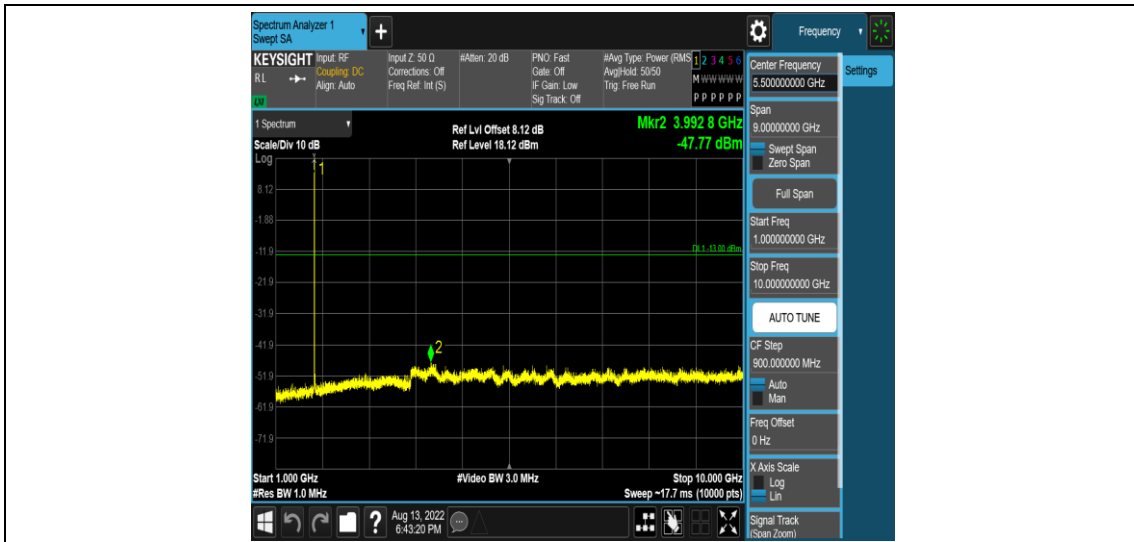 Spectrum Analyzer 1
Swept SA
+
Frequency
KEYSIGHT
RL
LXI
Input: RF
Coupling: DC
Align: Auto
Input Z: 50 Ω
Corrections: Off
Freq Ref: Int (S)
#Atten: 20 dB
PNO: Fast
Gate: Off
IF Gain: Low
Sig Track: Off
#Avg Type: Power (RMS
Avg|Hold: 50/50
Trig: Free Run
1 2 3 4 5 6
M W W W W W
P P P P P P
1 Spectrum
Scale/Div 10 dB
Log
Ref Lvl Offset 8.12 dB
Ref Level 18.12 dBm
Mkr2 3.992 8 GHz
-47.77 dBm
1
8.12
-1.88
-11.9
DL1 -13.00 dBm
-21.9
-31.9
-41.9
2
-51.9
-61.9
-71.9
Start 1.000 GHz
#Res BW 1.0 MHz
#Video BW 3.0 MHz
Stop 10.000 GHz
Sweep ~17.7 ms (10000 pts)
Aug 13, 2022
6:43:20 PM
?
Center Frequency
5.500000000 GHz
Settings
Span
9.00000000 GHz
Swept Span
Zero Span
Full Span
Start Freq
1.000000000 GHz
Stop Freq
10.000000000 GHz
AUTO TUNE
CF Step
900.000000 MHz
Auto
Man
Freq Offset
0 Hz
X Axis Scale
Log
Lin
Signal Track
(Span Zoom)